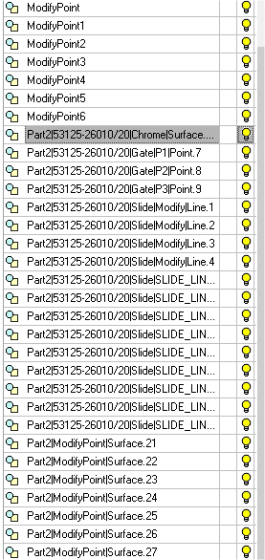 ModifyPoint
ModifyPoint1
ModifyPoint2
ModifyPoint3
ModifyPoint4
ModifyPoint5
ModifyPoint6
Part2|53125-26010/20|Chrome|Surface....
Part2|53125-26010/20|Gate|P1|Point.7
Part2|53125-26010/20|Gate|P2|Point.8
Part2|53125-26010/20|Gate|P3|Point.9
Part2|53125-26010/20|Slide|Modify|Line.1
Part2|53125-26010/20|Slide|Modify|Line.2
Part2|53125-26010/20|Slide|Modify|Line.3
Part2|53125-26010/20|Slide|Modify|Line.4
Part2|53125-26010/20|Slide|SLIDE_LIN...
Part2|53125-26010/20|Slide|SLIDE_LIN...
Part2|53125-26010/20|Slide|SLIDE_LIN...
Part2|53125-26010/20|Slide|SLIDE_LIN...
Part2|53125-26010/20|Slide|SLIDE_LIN...
Part2|53125-26010/20|Slide|SLIDE_LIN...
Part2|53125-26010/20|Slide|SLIDE_LIN...
Part2|53125-26010/20|Slide|SLIDE_LIN...
Part2|53125-26010/20|Slide|SLIDE_LIN...
Part2|ModifyPoint|Surface.21
Part2|ModifyPoint|Surface.22
Part2|ModifyPoint|Surface.23
Part2|ModifyPoint|Surface.24
Part2|ModifyPoint|Surface.25
Part2|ModifyPoint|Surface.26
Part2|ModifyPoint|Surface.27